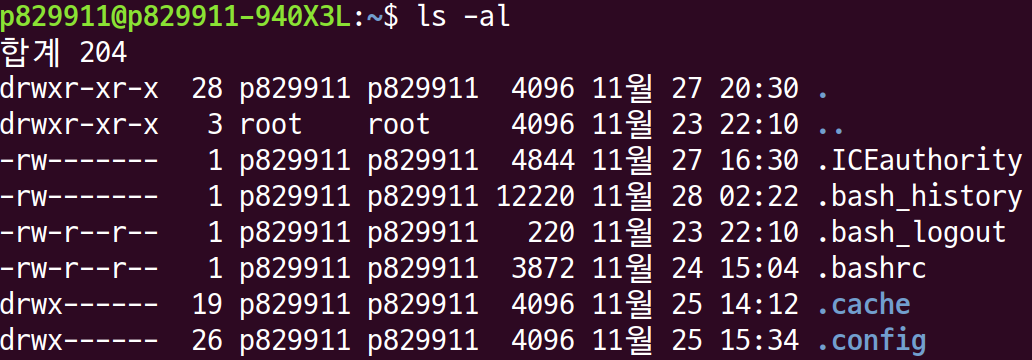 p829911@p829911-940X3L:~$ ls -al
합계 204
drwxr-xr-x  28 p829911 p829911  4096 11월 27 20:30 .
drwxr-xr-x   3 root    root     4096 11월 23 22:10 ..
-rw-------   1 p829911 p829911  4844 11월 27 16:30 .ICEauthority
-rw-------   1 p829911 p829911 12220 11월 28 02:22 .bash_history
-rw-r--r--   1 p829911 p829911   220 11월 23 22:10 .bash_logout
-rw-r--r--   1 p829911 p829911  3872 11월 24 15:04 .bashrc
drwx------  19 p829911 p829911  4096 11월 25 14:12 .cache
drwx------  26 p829911 p829911  4096 11월 25 15:34 .config